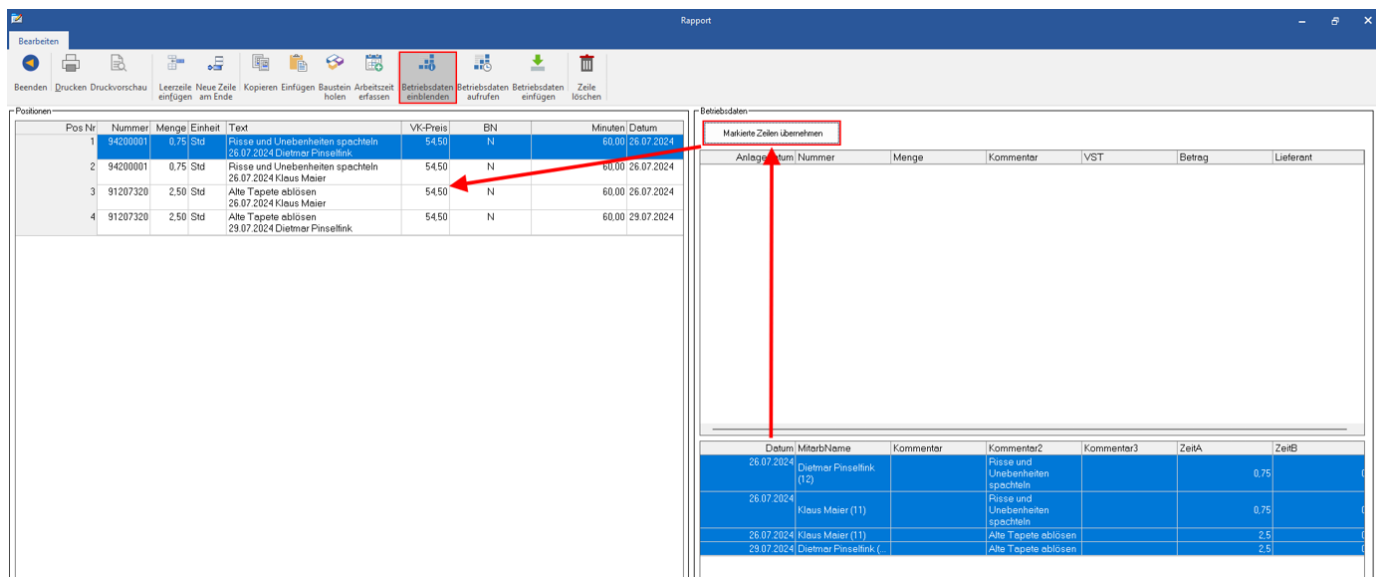 Rapport
Bearbeiten
Beenden Drucken Druckvorschau Leerzeile einfügen Neue Zeile am Ende Kopieren Einfügen Baustein holen Arbeitszeit erfassen Betriebsdaten einblenden Betriebsdaten aufrufen Betriebsdaten einfügen Zeile löschen
Positionen
Pos Nr Nummer Menge Einheit Text VK-Preis BN Minuten Datum
1 94200001 0,75 Std Risse und Unebenheiten spachteln 54,50 N 60,00 26.07.2024
26.07.2024 Dietmar Pinselfink
2 94200001 0,75 Std Risse und Unebenheiten spachteln 54,50 N 60,00 26.07.2024
26.07.2024 Klaus Maier
3 91207320 2,50 Std Alte Tapete ablösen 54,50 N 60,00 26.07.2024
26.07.2024 Klaus Maier
4 91207320 2,50 Std Alte Tapete ablösen 54,50 N 60,00 29.07.2024
29.07.2024 Dietmar Pinselfink
Betriebsdaten
Markierte Zeilen übernehmen
Nummer Menge Kommentar VST Betrag Lieferant
Datum MitarbName Kommentar Kommentar2 Kommentar3 ZeitA ZeitB
26.07.2024 Dietmar Pinselfink (12) Risse und Unebenheiten spachteln 0,75
26.07.2024 Klaus Maier (11) Risse und Unebenheiten spachteln 0,75
26.07.2024 Klaus Maier (11) Alte Tapete ablösen 2,5
29.07.2024 Dietmar Pinselfink (... Alte Tapete ablösen 2,5